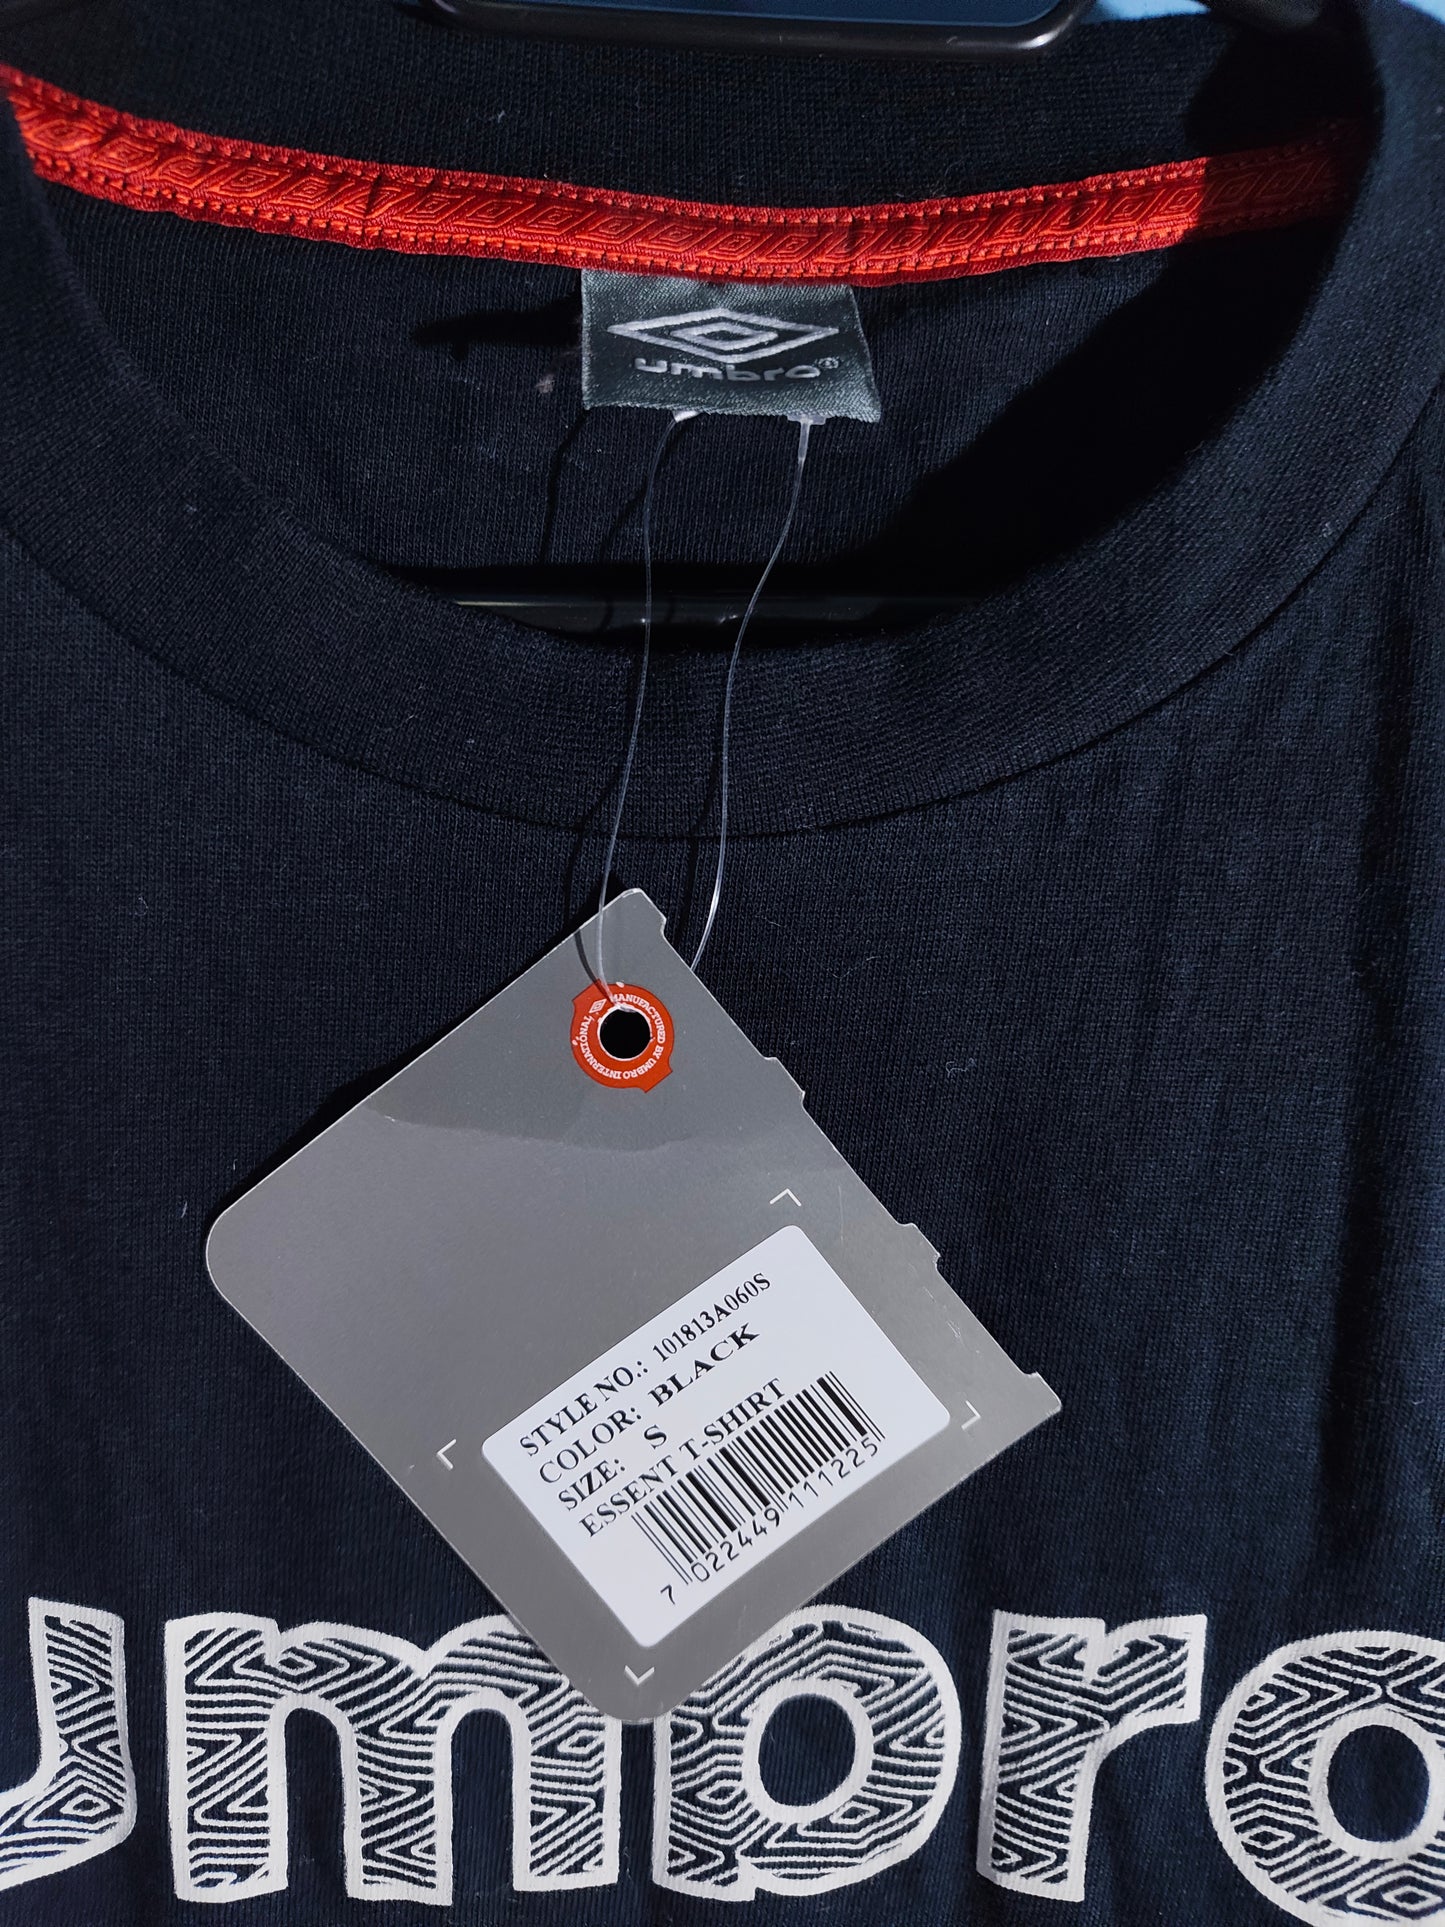 umbro®
MANUFACTURED BY UMBRO INTERNATIONAL
STYLE NO.: 101813A060S
COLOR: BLACK
SIZE: S
ESSENT T-SHIRT
7 022449 111225
umbro